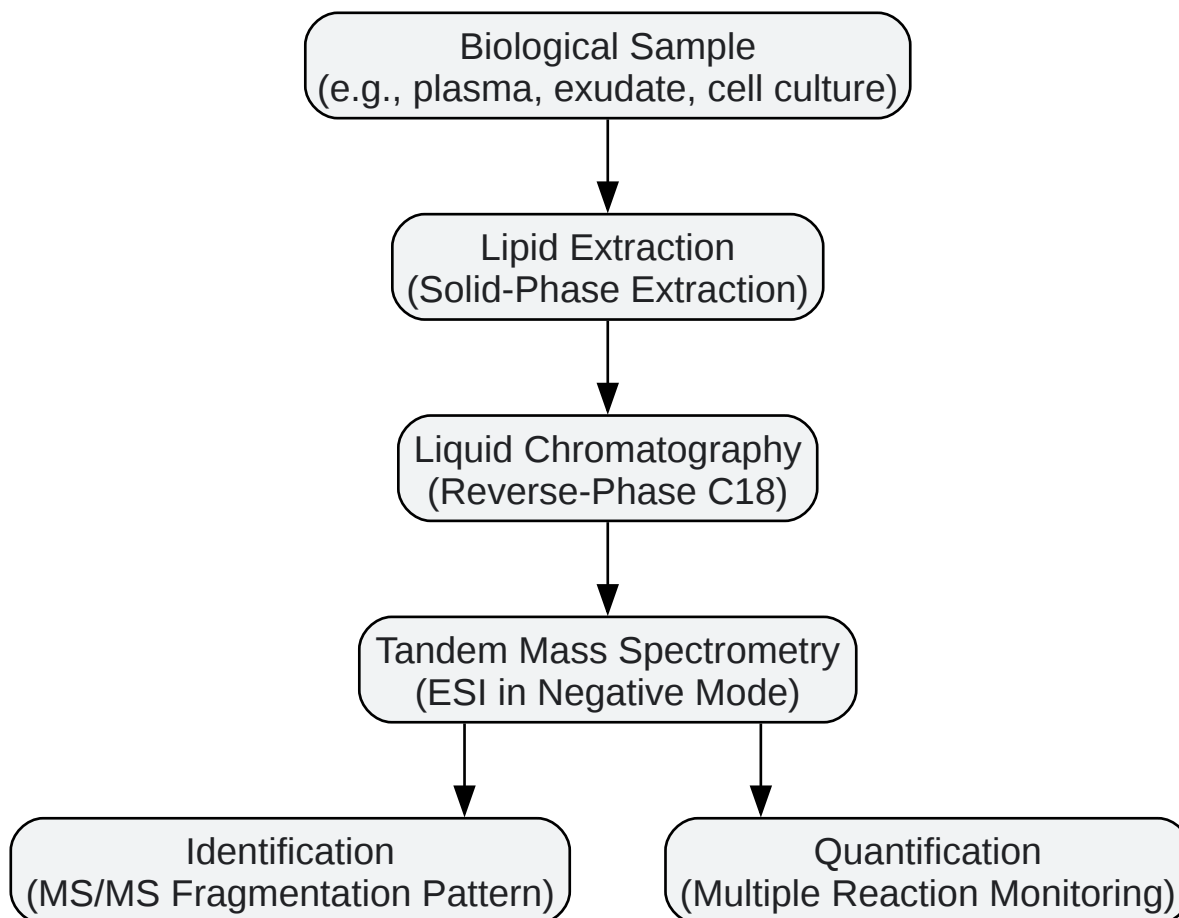 Biological Sample
(e.g., plasma, exudate, cell culture)
Lipid Extraction
(Solid-Phase Extraction)
Liquid Chromatography
(Reverse-Phase C18)
Tandem Mass Spectrometry
(ESI in Negative Mode)
Identification
(MS/MS Fragmentation Pattern)
Quantification
(Multiple Reaction Monitoring)